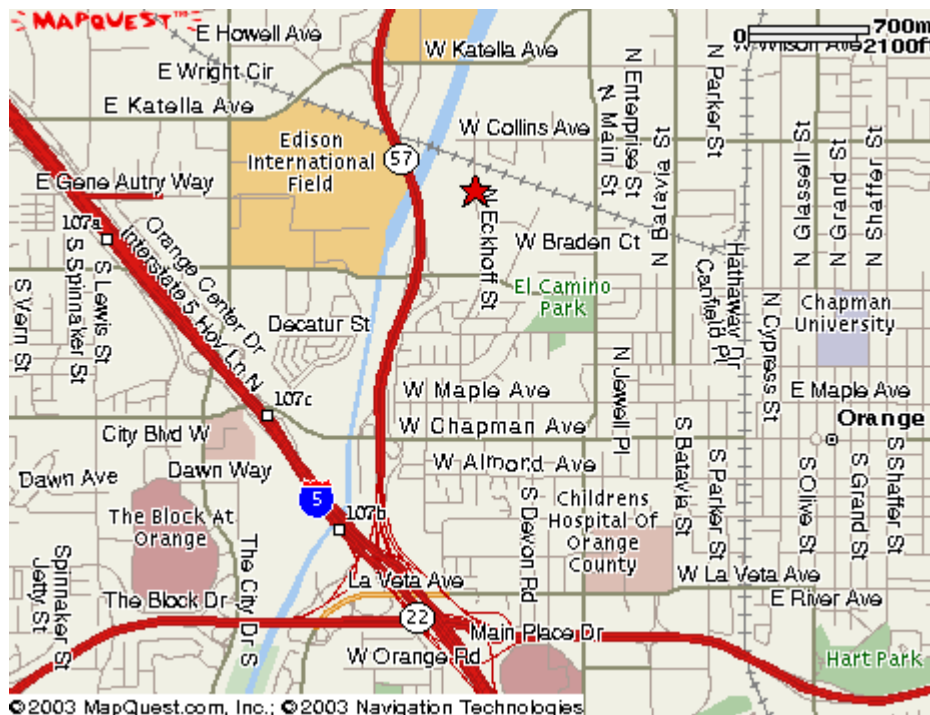 MAPQUEST™
E Howell Ave
W Katella Ave
0 700m
2100ft
W Wilson Ave
E Wright Cir
E Katella Ave
N Enterprise St
N Main St
N Parker St
N Batavia St
W Collins Ave
Edison
International
Field
57
N Glassell St
N Grand St
N Shaffer St
E Gene Autry Way
107a
N Eckhoff St
W Braden Ct
Orange Center Dr
Interstate 5 Hov Ln N
S Spinnaker St
S Lewis St
El Camino
Park
Hathaway Dr
Canfield Pl
N Cypress St
Chapman
University
Decatur St
N Jewell Pl
W Maple Ave
E Maple Ave
107c
City Blvd W
W Chapman Ave
Orange
Dawn Way
Dawn Ave
W Almond Ave
S Batavia St
S Parker St
S Olive St
S Grand St
S Shaffer St
5
107b
The Block At
Orange
S Devon Rd
Childrens
Hospital Of
Orange
County
Spinnaker St
Jetty St
The City Dr S
La Veta Ave
W La Veta Ave
The Block Dr
E River Ave
22
Main Place Dr
W Orange Rd
Hart Park
©2003 MapQuest.com, Inc.; ©2003 Navigation Technologies